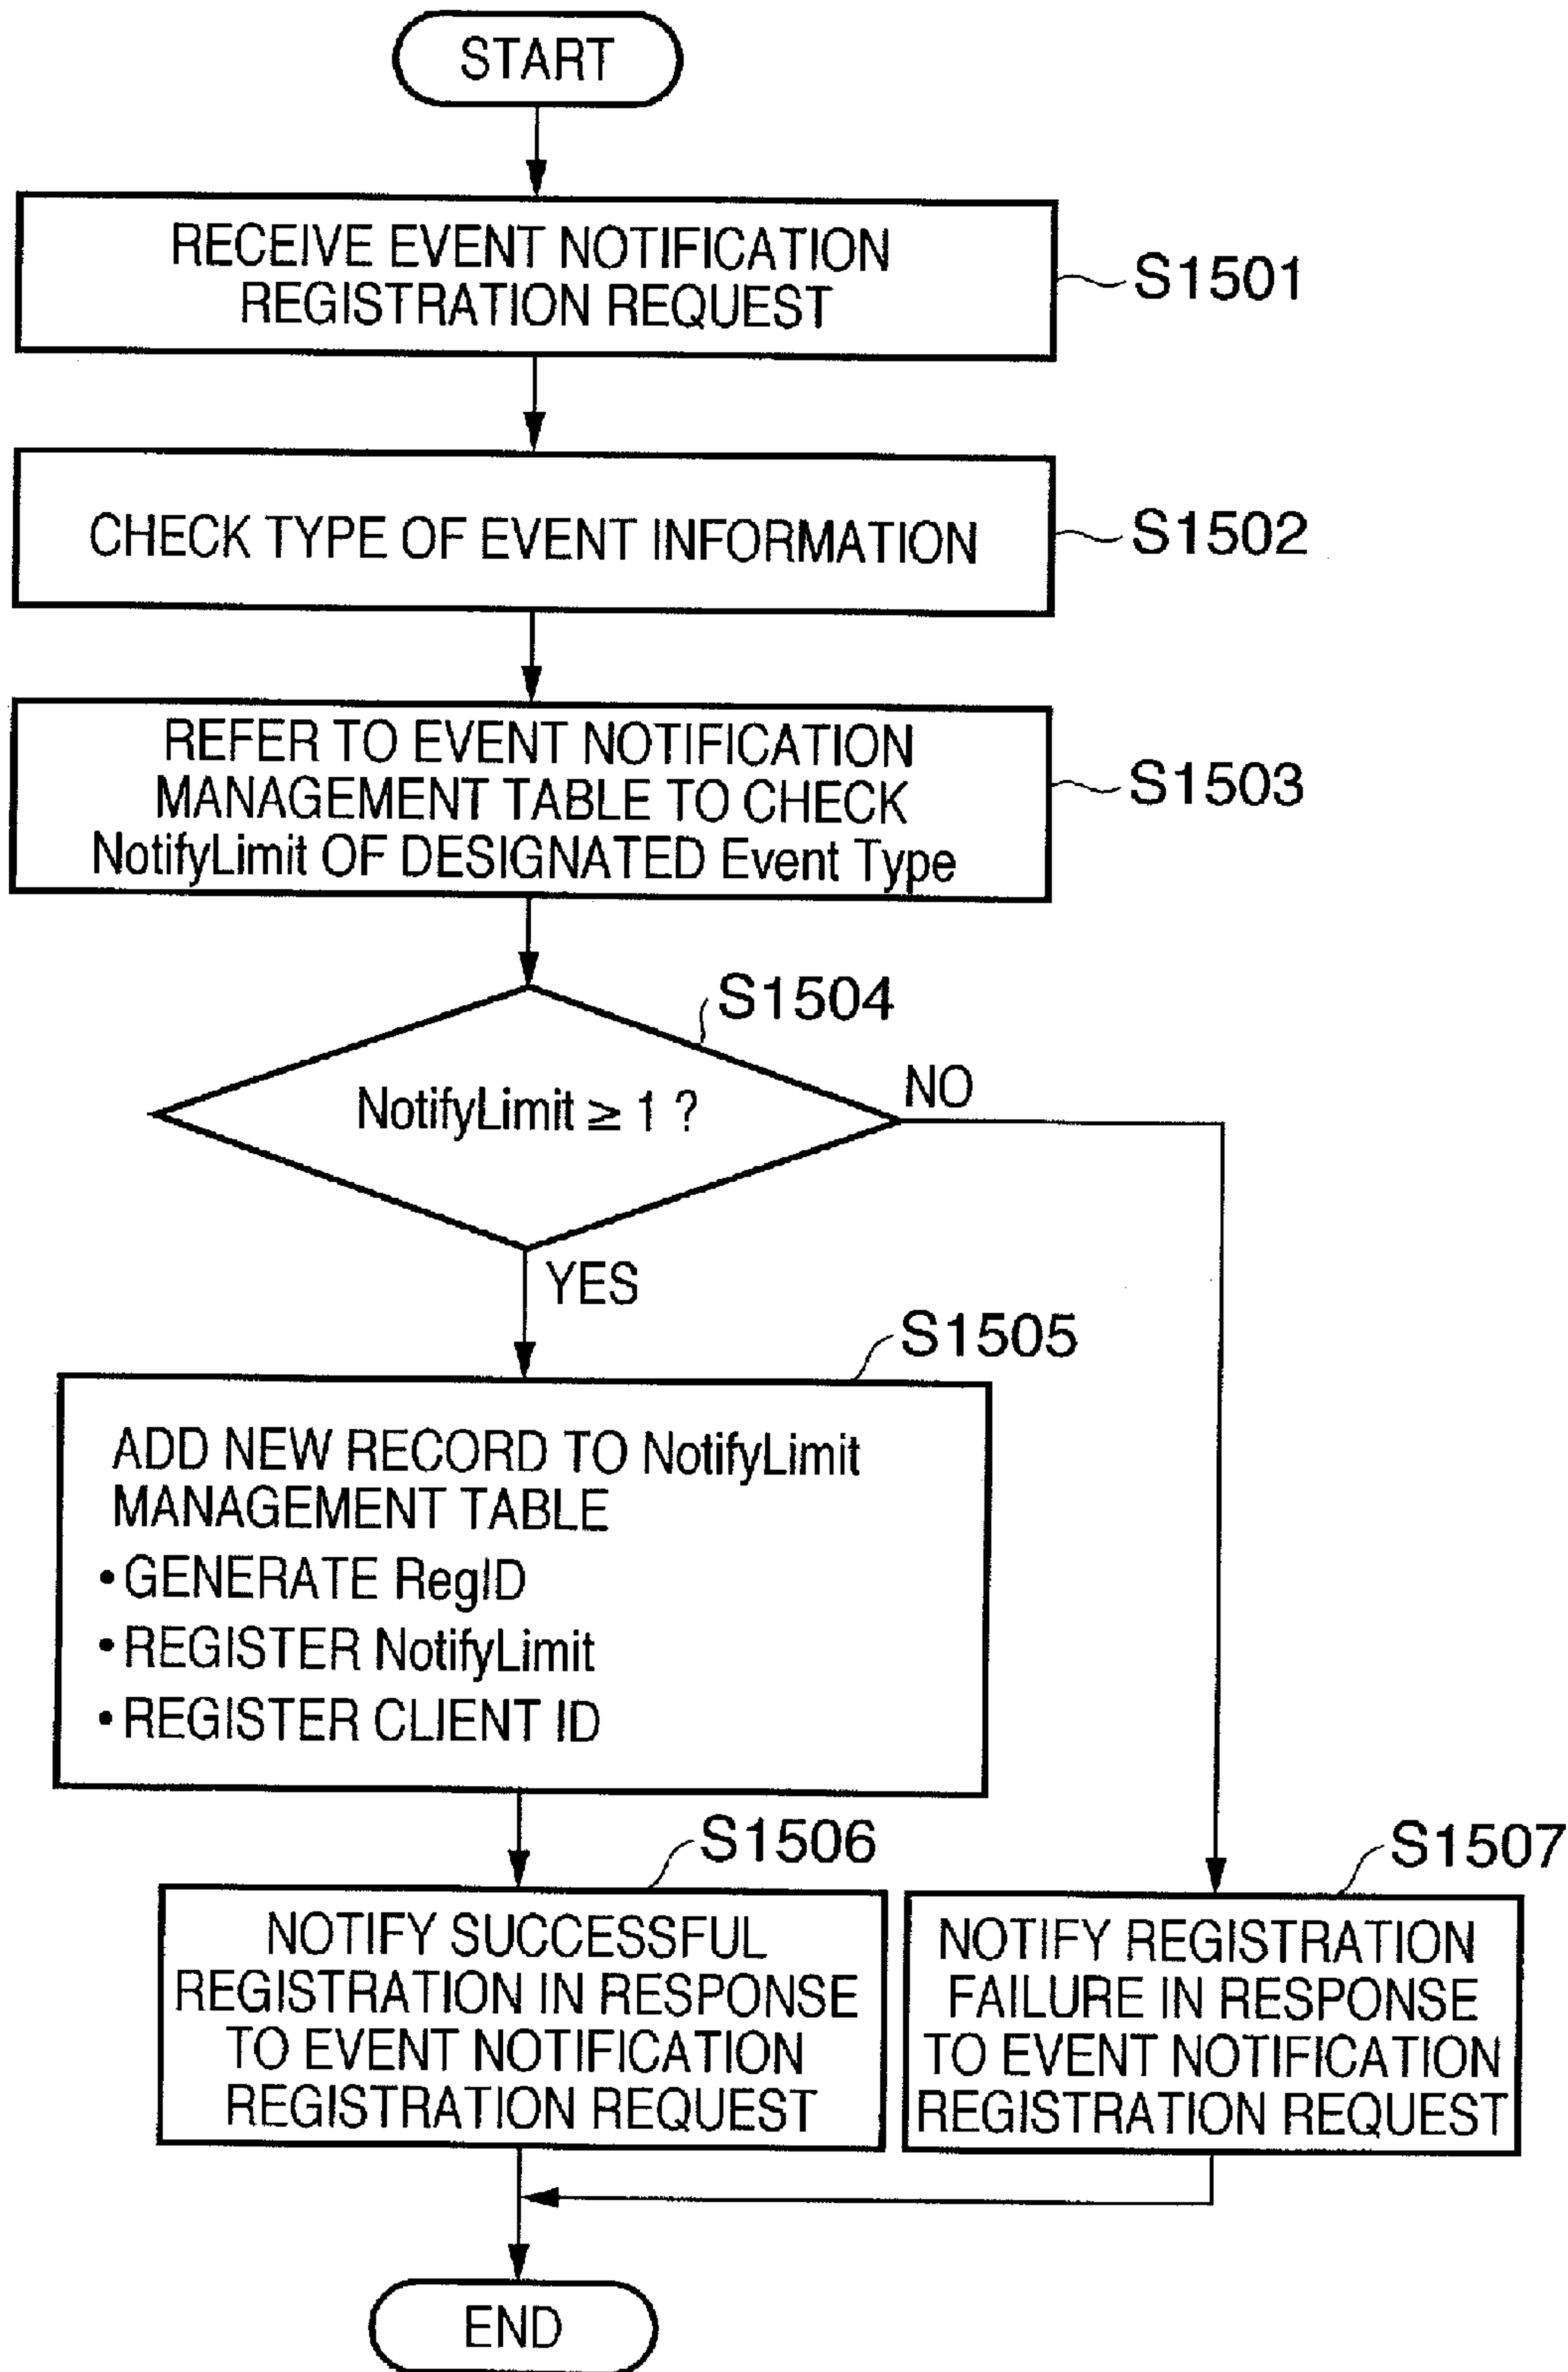 START
RECEIVE EVENT NOTIFICATION
REGISTRATION REQUEST
S1501
CHECK TYPE OF EVENT INFORMATION
S1502
REFER TO EVENT NOTIFICATION
MANAGEMENT TABLE TO CHECK
NotifyLimit OF DESIGNATED Event Type
S1503
S1504
NotifyLimit ≥ 1 ?
NO
YES
S1505
ADD NEW RECORD TO NotifyLimit
MANAGEMENT TABLE
•GENERATE RegID
•REGISTER NotifyLimit
•REGISTER CLIENT ID
S1506
NOTIFY SUCCESSFUL
REGISTRATION IN RESPONSE
TO EVENT NOTIFICATION
REGISTRATION REQUEST
S1507
NOTIFY REGISTRATION
FAILURE IN RESPONSE
TO EVENT NOTIFICATION
REGISTRATION REQUEST
END